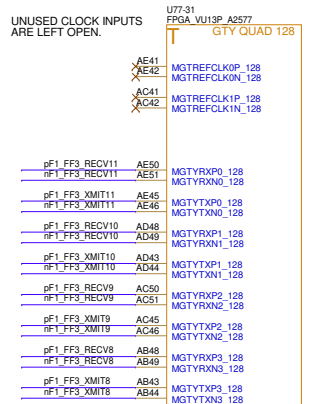 UNUSED CLOCK INPUTS
ARE LEFT OPEN.
U77-31
FPGA_VU13P_A2577
T GTY QUAD 128
AE41 MGTREFCLK0P_128
AE42 MGTREFCLK0N_128
AC41 MGTREFCLK1P_128
AC42 MGTREFCLK1N_128
pF1_FF3_RECV11 AE50 MGTYRXP0_128
nF1_FF3_RECV11 AE51 MGTYRXN0_128
pF1_FF3_XMIT11 AE45 MGTYTXP0_128
nF1_FF3_XMIT11 AE46 MGTYTXN0_128
pF1_FF3_RECV10 AD48 MGTYRXP1_128
nF1_FF3_RECV10 AD49 MGTYRXN1_128
pF1_FF3_XMIT10 AD43 MGTYTXP1_128
nF1_FF3_XMIT10 AD44 MGTYTXN1_128
pF1_FF3_RECV9 AC50 MGTYRXP2_128
nF1_FF3_RECV9 AC51 MGTYRXN2_128
pF1_FF3_XMIT9 AC45 MGTYTXP2_128
nF1_FF3_XMIT9 AC46 MGTYTXN2_128
pF1_FF3_RECV8 AB48 MGTYRXP3_128
nF1_FF3_RECV8 AB49 MGTYRXN3_128
pF1_FF3_XMIT8 AB43 MGTYTXP3_128
nF1_FF3_XMIT8 AB44 MGTYTXN3_128